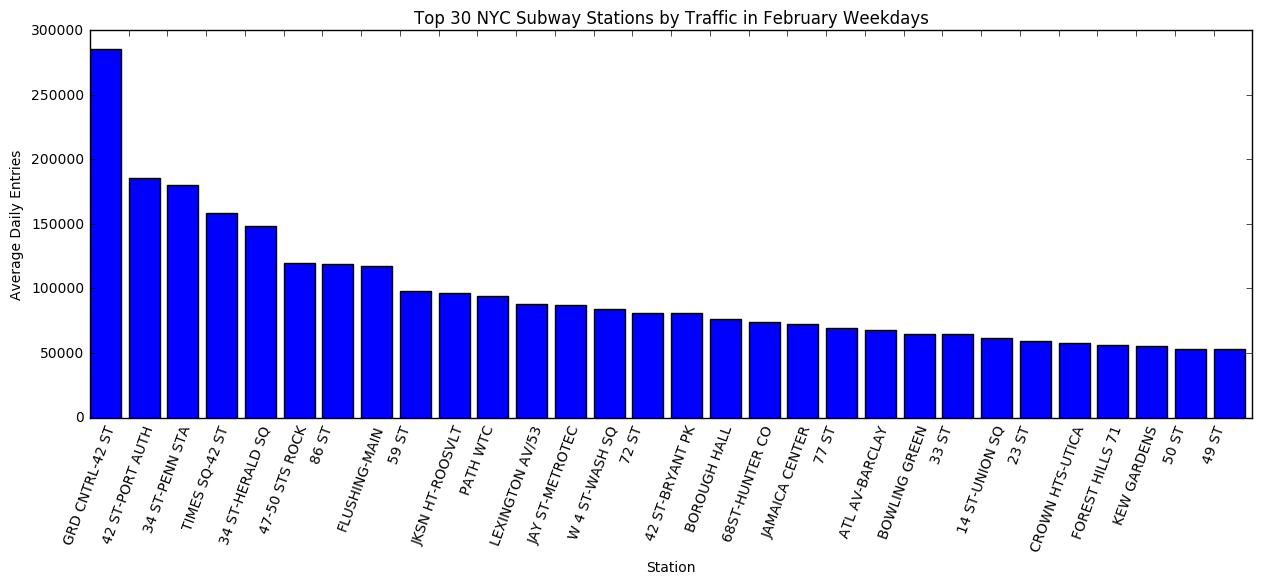 Top 30 NYC Subway Stations by Traffic in February Weekdays
300000
250000
200000
150000
100000
50000
0
Average Daily Entries
GRD CNTRL-42 ST
42 ST-PORT AUTH
34 ST-PENN STA
TIMES SQ-42 ST
34 ST-HERALD SQ
47-50 STS ROCK
86 ST
FLUSHING-MAIN
59 ST
JKSN HT-ROOSVLT
PATH WTC
LEXINGTON AV/53
JAY ST-METROTEC
W 4 ST-WASH SQ
72 ST
42 ST-BRYANT PK
BOROUGH HALL
68ST-HUNTER CO
JAMAICA CENTER
77 ST
ATL AV-BARCLAY
BOWLING GREEN
33 ST
14 ST-UNION SQ
23 ST
CROWN HTS-UTICA
FOREST HILLS 71
KEW GARDENS
50 ST
49 ST
Station